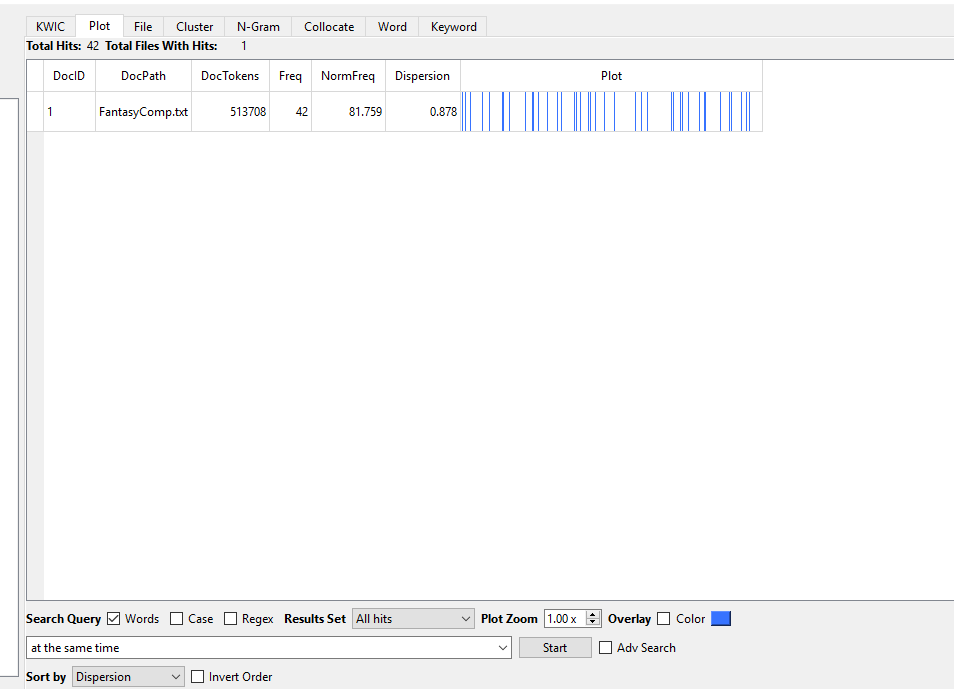 KWIC Plot File Cluster N-Gram Collocate Word Keyword
Total Hits: 42 Total Files With Hits: 1
DocID DocPath DocTokens Freq NormFreq Dispersion Plot
1 FantasyComp.txt 513708 42 81.759 0.878
Search Query Words Case Regex Results Set All hits Plot Zoom 1.00 x Overlay Color
at the same time Start Adv Search
Sort by Dispersion Invert Order